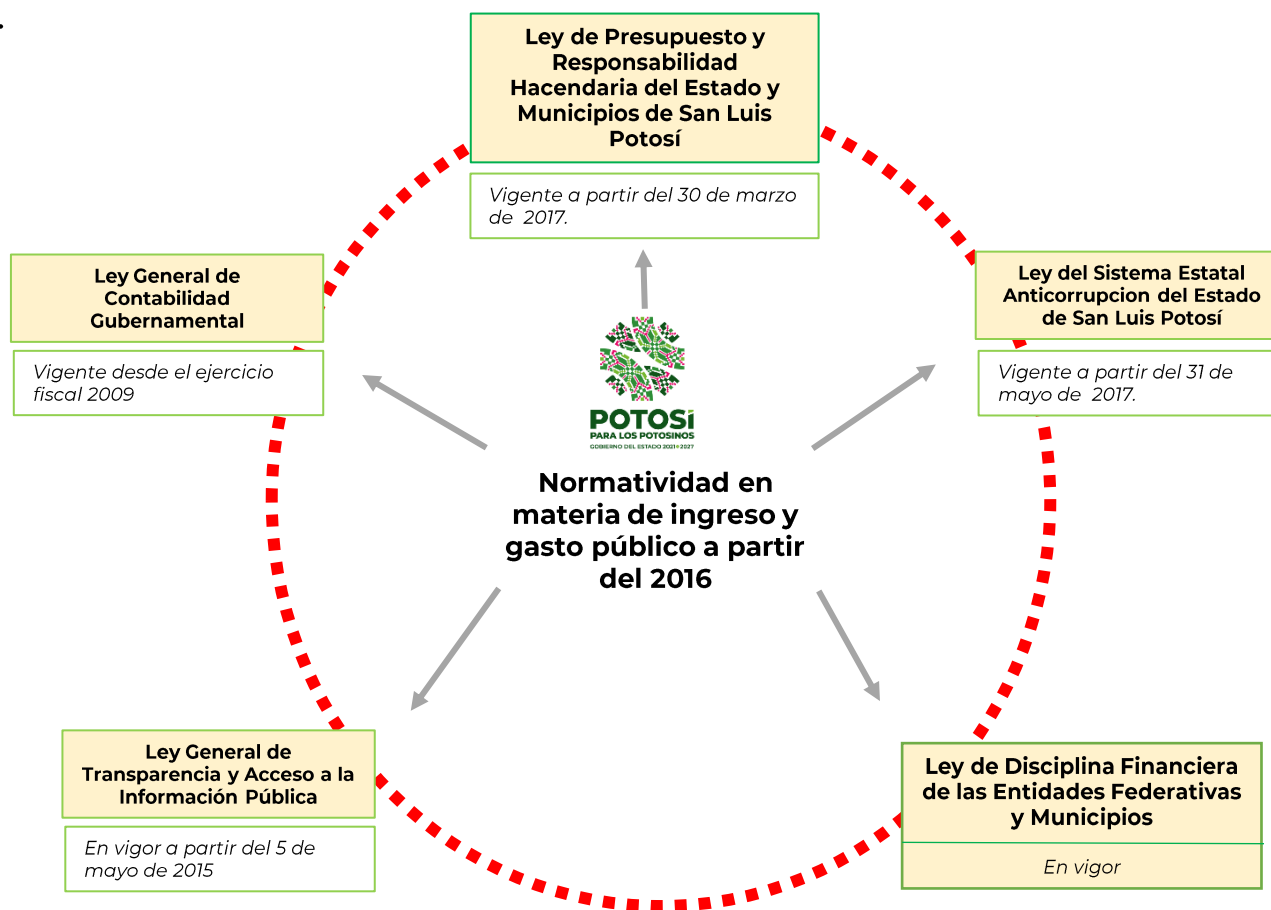 Ley de Presupuesto y
Responsabilidad
Hacendaria del Estado y
Municipios de San Luis
Potosí
Vigente a partir del 30 de marzo
de 2017.
Ley General de
Contabilidad
Gubernamental
Vigente desde el ejercicio
fiscal 2009
Ley del Sistema Estatal
Anticorrupcion del Estado
de San Luis Potosí
Vigente a partir del 31 de
mayo de 2017.
POTOSÍ
PARA LOS POTOSINOS
GOBIERNO DEL ESTADO 2021•2027
Normatividad en
materia de ingreso y
gasto público a partir
del 2016
Ley General de
Transparencia y Acceso a la
Información Pública
En vigor a partir del 5 de
mayo de 2015
Ley de Disciplina Financiera
de las Entidades Federativas
y Municipios
En vigor